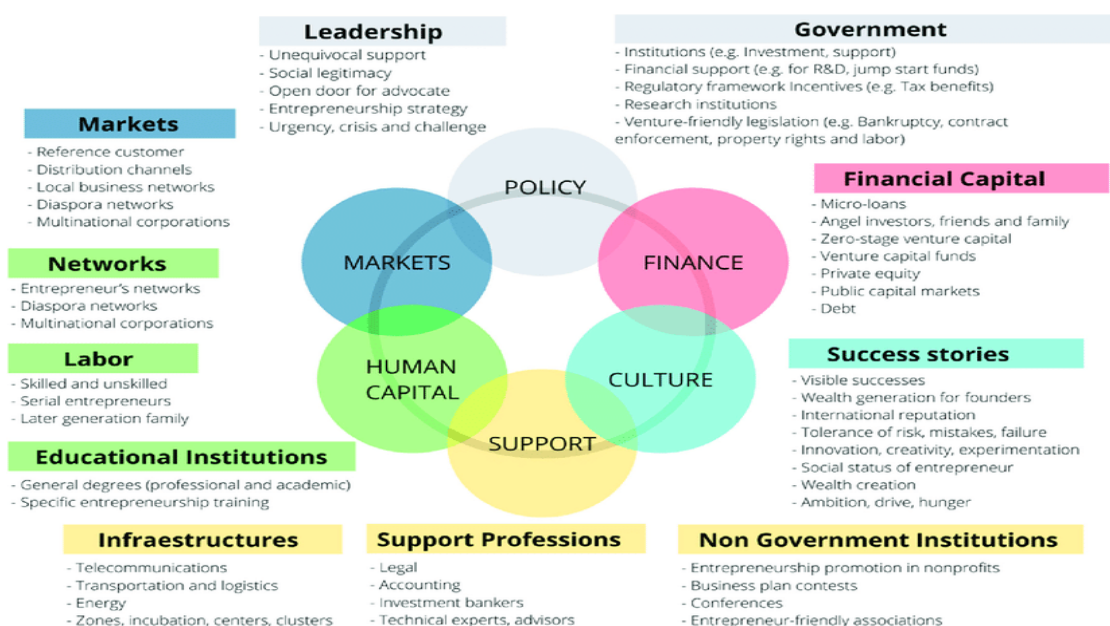 Leadership
- Unequivocal support
- Social legitimacy
- Open door for advocate
- Entrepreneurship strategy
- Urgency, crisis and challenge
Government
- Institutions (e.g. Investment, support)
- Financial support (e.g. for R&D, jump start funds)
- Regulatory framework Incentives (e.g. Tax benefits)
- Research institutions
- Venture-friendly legislation (e.g. Bankruptcy, contract
enforcement, property rights and labor)
Markets
- Reference customer
- Distribution channels
- Local business networks
- Diaspora networks
- Multinational corporations
Financial Capital
- Micro-loans
- Angel investors, friends and family
- Zero-stage venture capital
- Venture capital funds
- Private equity
- Public capital markets
- Debt
POLICY
MARKETS
FINANCE
HUMAN
CAPITAL
CULTURE
SUPPORT
Networks
- Entrepreneur's networks
- Diaspora networks
- Multinational corporations
Labor
- Skilled and unskilled
- Serial entrepreneurs
- Later generation family
Success stories
- Visible successes
- Wealth generation for founders
- International reputation
- Tolerance of risk, mistakes, failure
- Innovation, creativity, experimentation
- Social status of entrepreneur
- Wealth creation
- Ambition, drive, hunger
Educational Institutions
- General degrees (professional and academic)
- Specific entrepreneurship training
Infraestructures
- Telecommunications
- Transportation and logistics
- Energy
- Zones, incubation, centers, clusters
Support Professions
- Legal
- Accounting
- Investment bankers
- Technical experts, advisors
Non Government Institutions
- Entrepreneurship promotion in nonprofits
- Business plan contests
- Conferences
- Entrepreneur-friendly associations